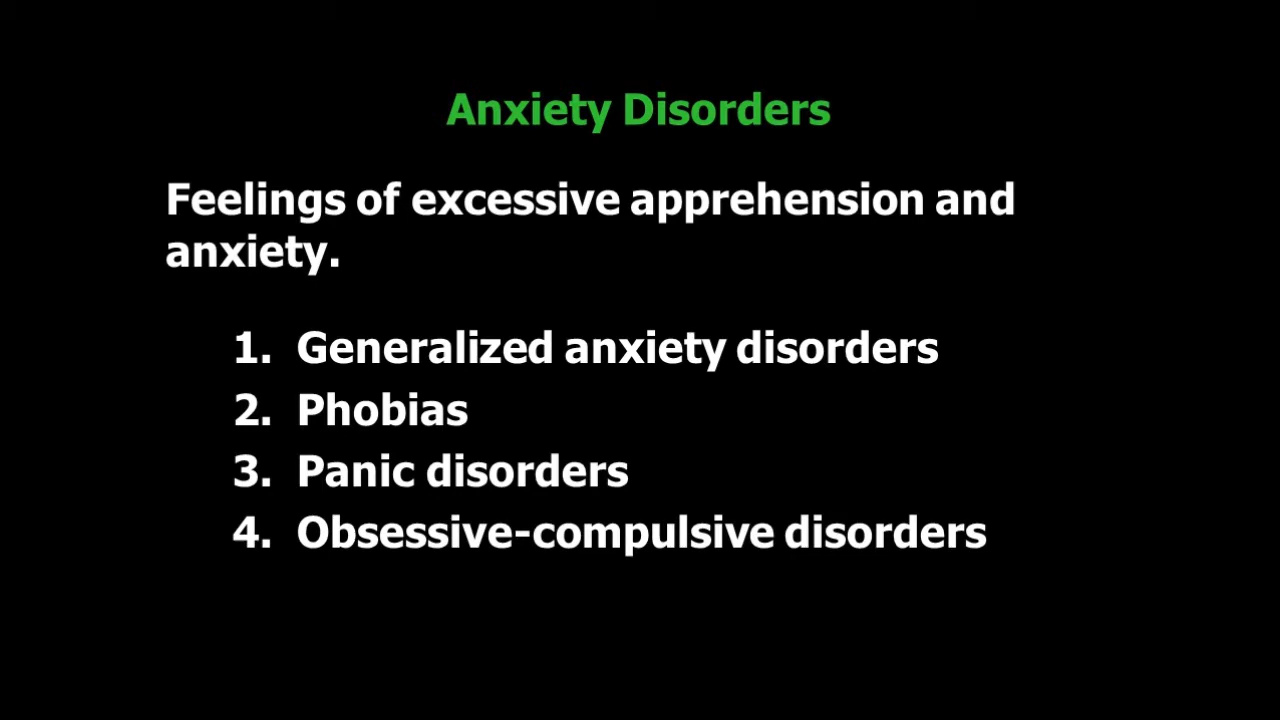 Anxiety Disorders
Feelings of excessive apprehension and
anxiety.
1. Generalized anxiety disorders
2. Phobias
3. Panic disorders
4. Obsessive-compulsive disorders